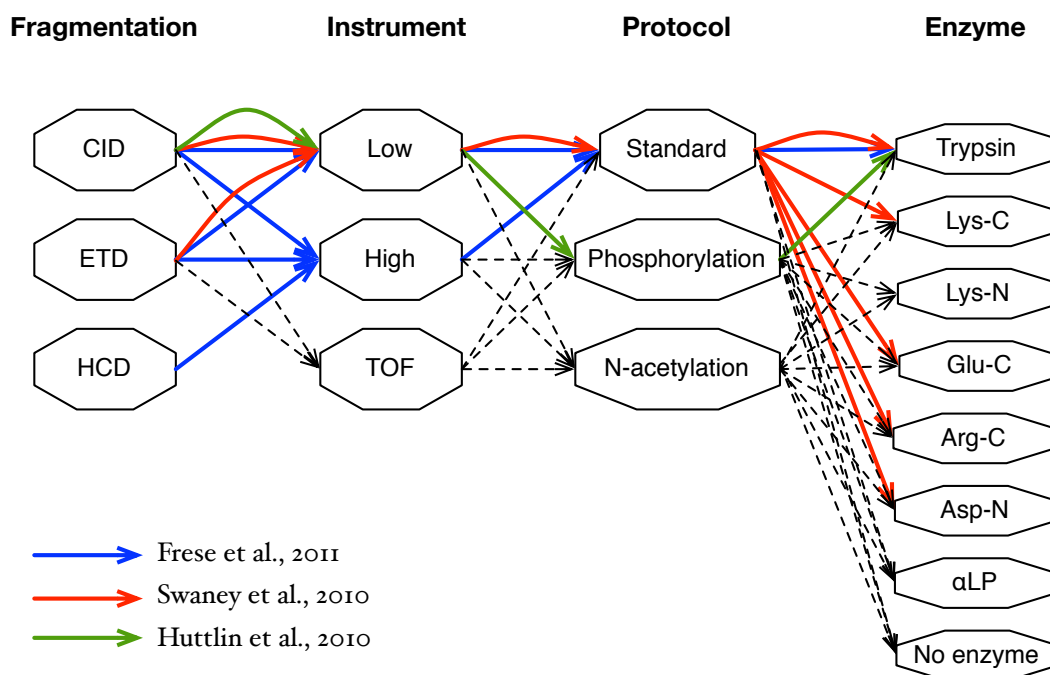 Fragmentation Instrument Protocol Enzyme
CID Low Standard Trypsin
Lys-C
ETD High Phosphorylation
Lys-N
HCD TOF N-acetylation Glu-C
Arg-C
Asp-N
Frese et al., 2011
αLP
Swaney et al., 2010
Huttlin et al., 2010
No enzyme